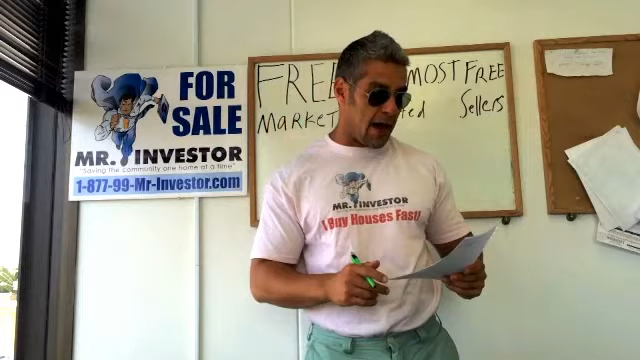 FOR
SALE
MR. INVESTOR
"Saving the community one home at a time"
1-877-99-Mr-Investor.com
FREE MOST FREE
Market ted Sellers
MR. INVESTOR
I Buy Houses Fast!